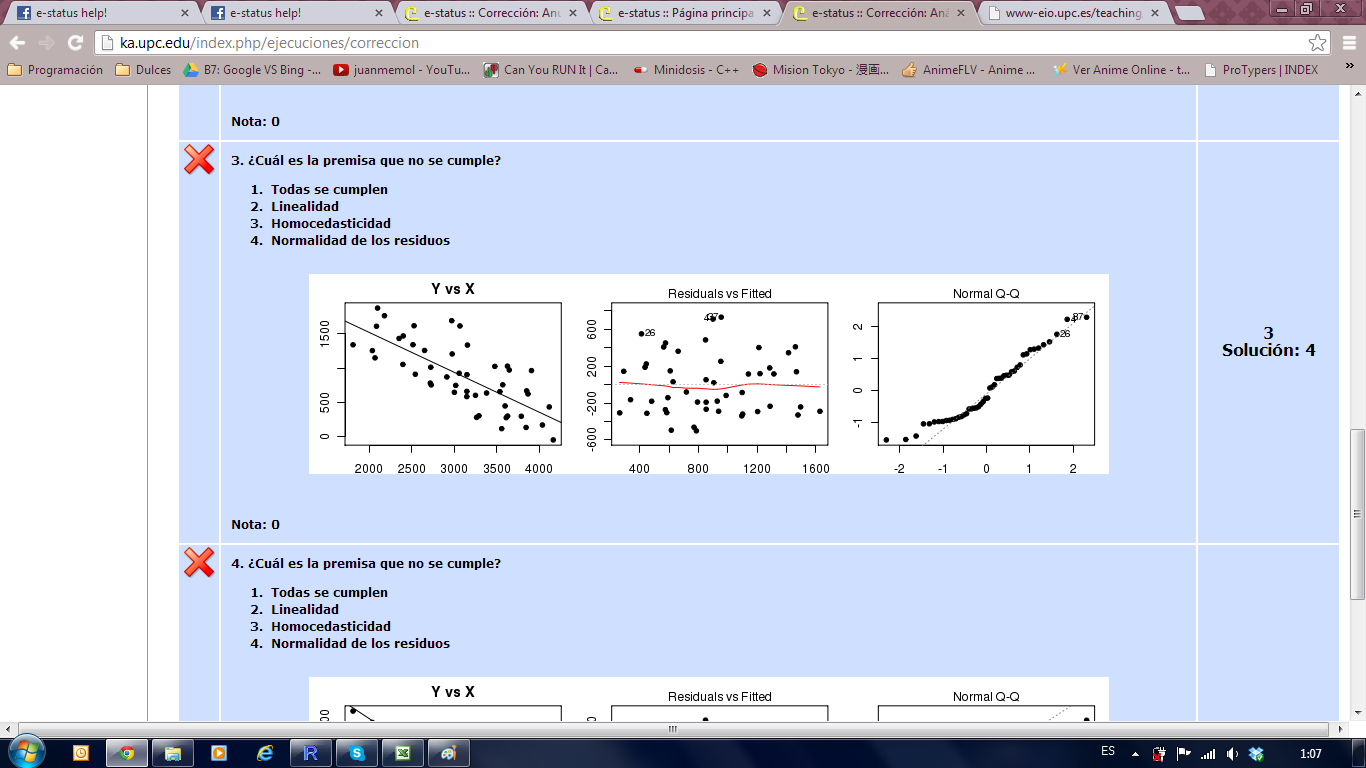 e-status help!
e-status help!
e-status :: Corrección: Anu
e-status :: Página principa
e-status :: Corrección: Aná
www-eio.upc.es/teaching
ka.upc.edu/index.php/ejecuciones/correccion
Programación
Dulces
B7: Google VS Bing -...
juanmemol - YouTu...
Can You RUN It | Ca...
Minidosis - C++
Mision Tokyo - 漫画...
AnimeFLV - Anime ...
Ver Anime Online - t...
ProTypers | INDEX
»
Nota: 0
3. ¿Cuál es la premisa que no se cumple?
1. Todas se cumplen
2. Linealidad
3. Homocedasticidad
4. Normalidad de los residuos
Y vs X
1500
500
0
2000 2500 3000 3500 4000
Residuals vs Fitted
600
200
-200
-600
26
37
400 800 1200 1600
Normal Q-Q
2
1
0
-1
37
26
-2 -1 0 1 2
3
Solución: 4
Nota: 0
4. ¿Cuál es la premisa que no se cumple?
1. Todas se cumplen
2. Linealidad
3. Homocedasticidad
4. Normalidad de los residuos
Y vs X
Residuals vs Fitted
Normal Q-Q
ES
1:07